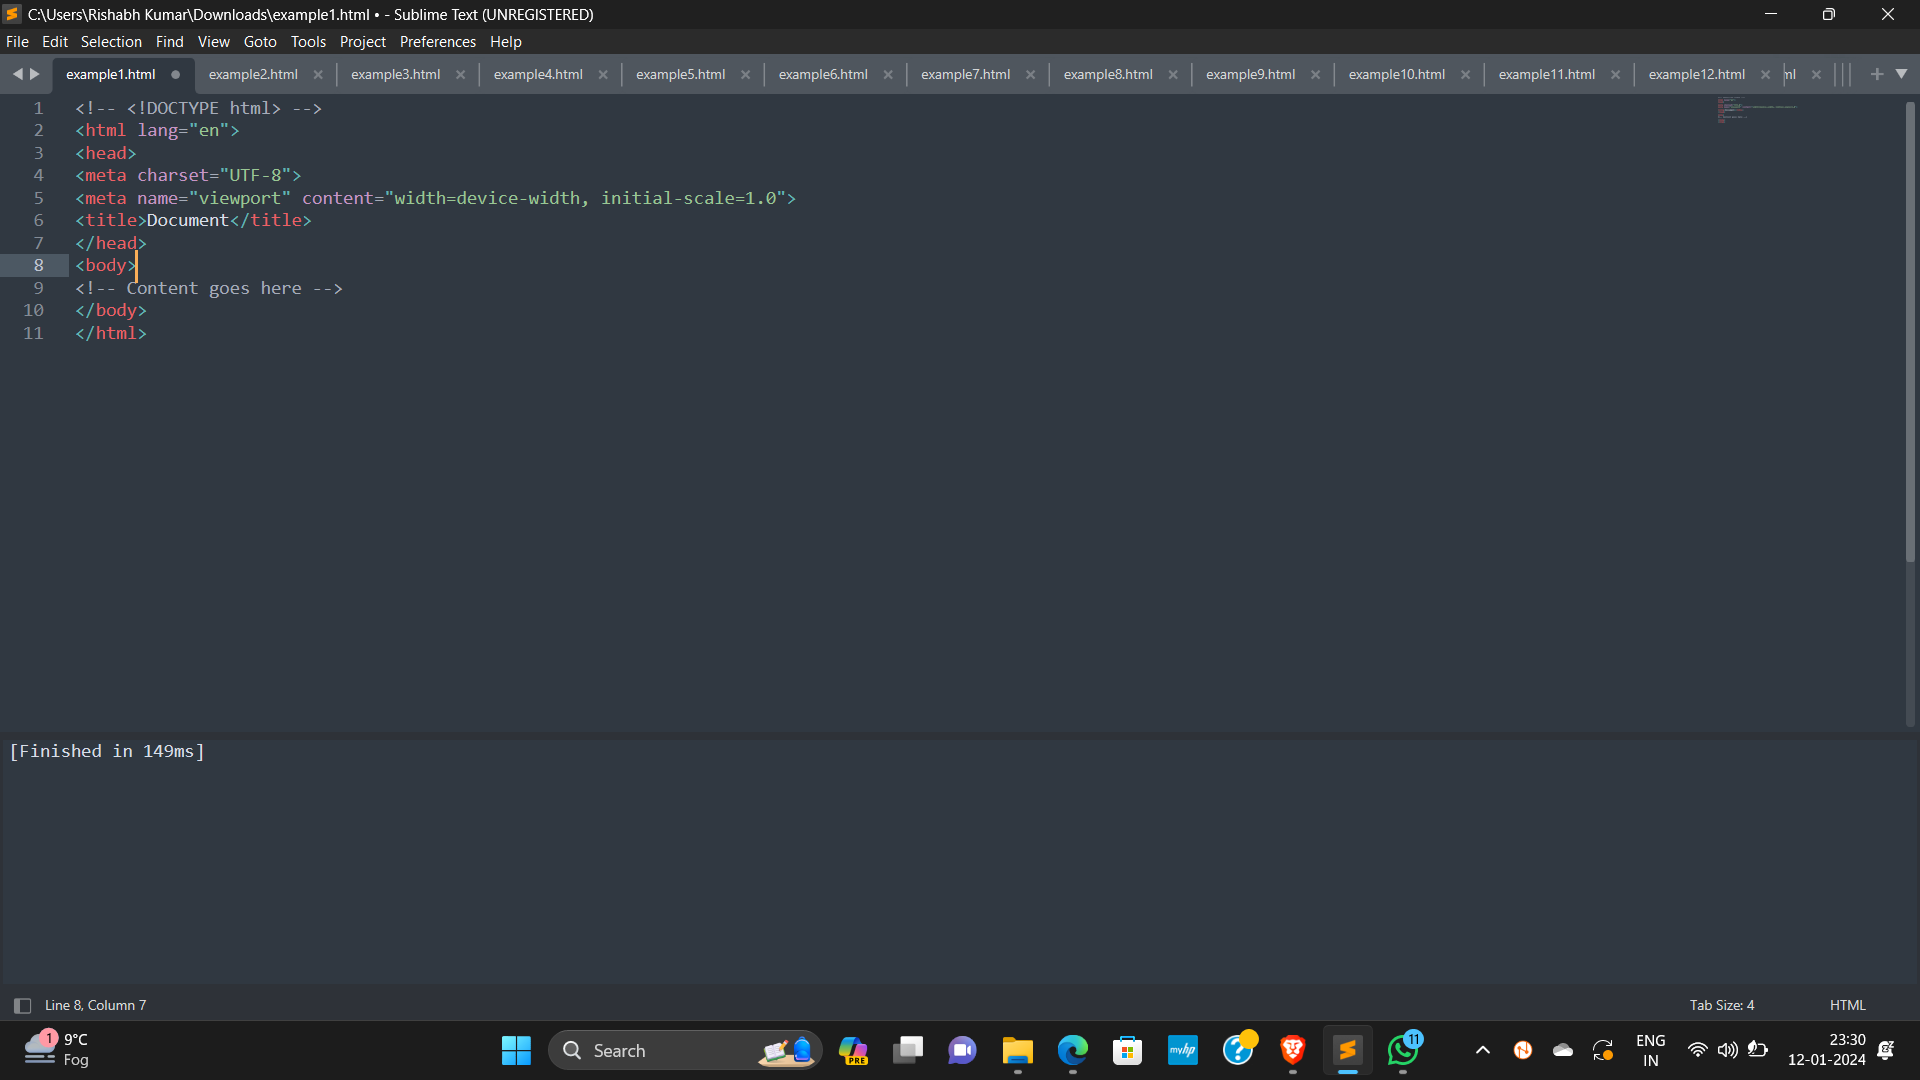 C:\Users\Rishabh Kumar\Downloads\example1.html • - Sublime Text (UNREGISTERED)
File Edit Selection Find View Goto Tools Project Preferences Help
example1.html example2.html example3.html example4.html example5.html example6.html example7.html example8.html example9.html example10.html example11.html example12.html ml
1 <!-- <!DOCTYPE html> -->
2 <html lang="en">
3 <head>
4 <meta charset="UTF-8">
5 <meta name="viewport" content="width=device-width, initial-scale=1.0">
6 <title>Document</title>
7 </head>
8 <body>
9 <!-- Content goes here -->
10 </body>
11 </html>
[Finished in 149ms]
Line 8, Column 7 Tab Size: 4 HTML
1 9°C
Fog
Search
PRE
myhp
11
ENG
IN
23:30
12-01-2024